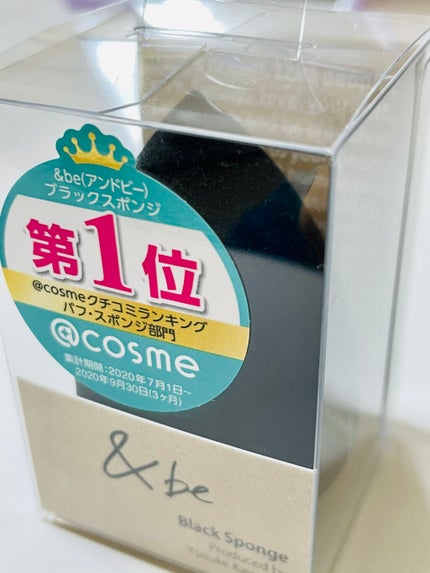 &be(アンドビー)
ブラックスポンジ
第1位
@cosmeクチコミランキング
パフ・スポンジ部門
@cosme
集計期間:2020年7月1日～
2020年9月30日(3ヶ月)
&be
Black Sponge
Produced by
Yusuke